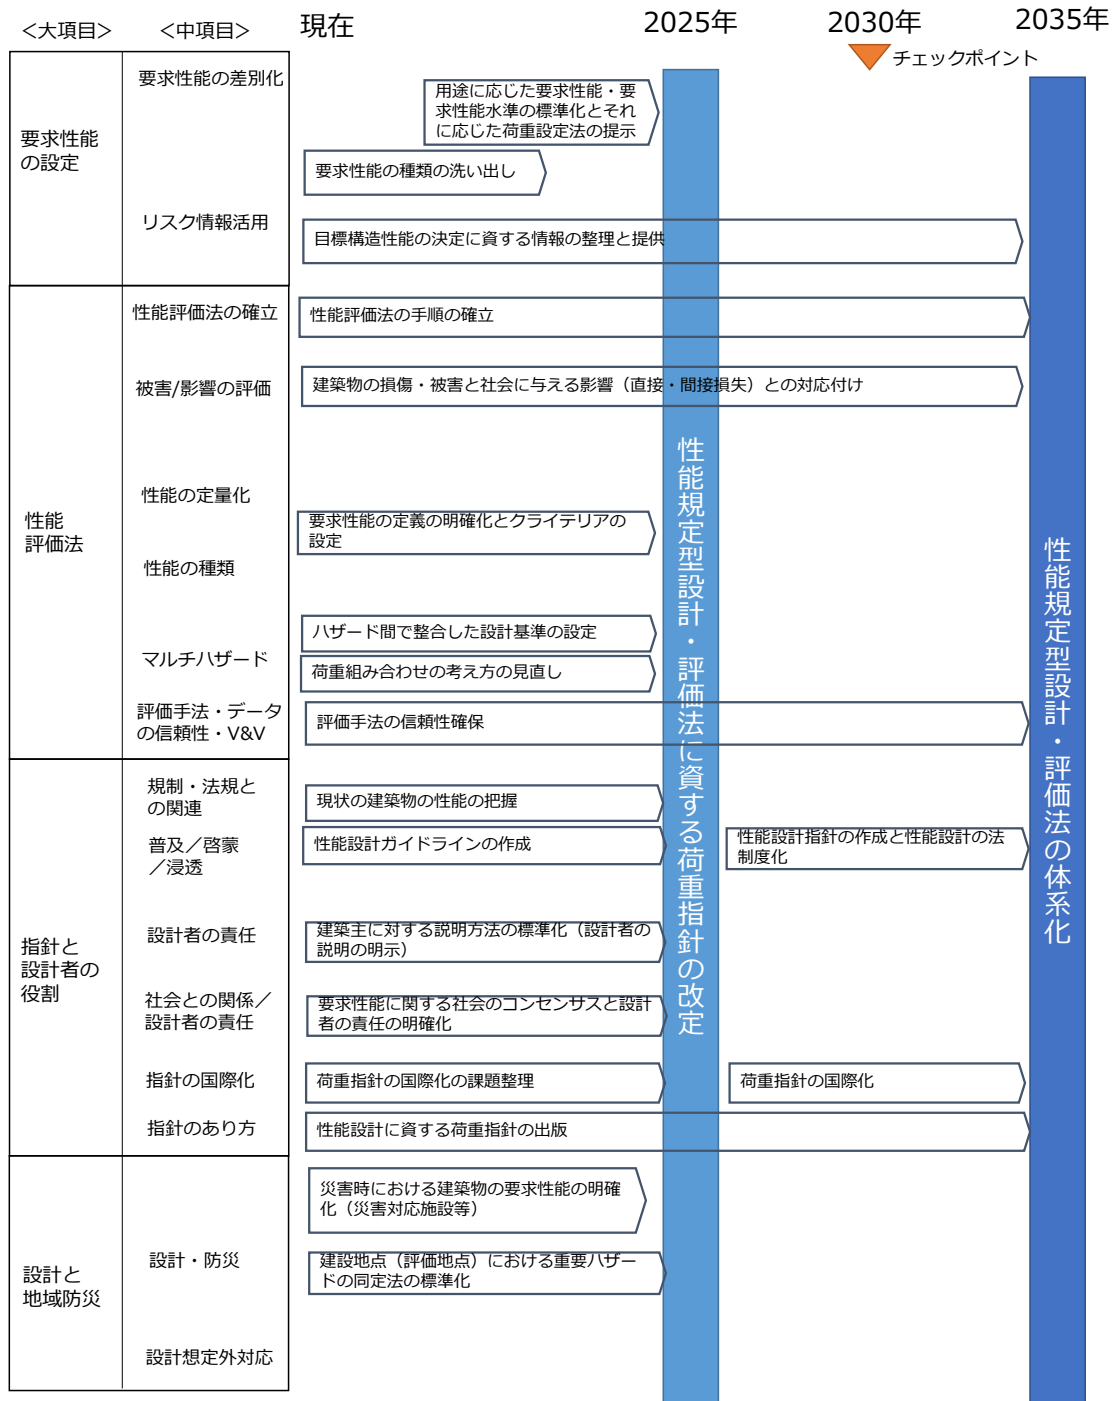 ＜大項目＞
＜中項目＞
現在
2025年
2030年
2035年
チェックポイント
要求性能
の設定
要求性能の差別化
用途に応じた要求性能・要
求性能水準の標準化とそれ
に応じた荷重設定法の提示
要求性能の種類の洗い出し
リスク情報活用
目標構造性能の決定に資する情報の整理と提供
性能
評価法
性能評価法の確立
性能評価法の手順の確立
被害/影響の評価
建築物の損傷・被害と社会に与える影響（直接・間接損失）との対応付け
性能の定量化
要求性能の定義の明確化とクライテリアの
設定
性能の種類
ハザード間で整合した設計基準の設定
マルチハザード
荷重組み合わせの考え方の見直し
評価手法・データ
の信頼性・V&V
評価手法の信頼性確保
指針と
設計者の
役割
規制・法規と
の関連
現状の建築物の性能の把握
普及／啓蒙
／浸透
性能設計ガイドラインの作成
性能設計指針の作成と性能設計の法
制度化
設計者の責任
建築主に対する説明方法の標準化（設計者の
説明の明示）
社会との関係／
設計者の責任
要求性能に関する社会のコンセンサスと設計
者の責任の明確化
指針の国際化
荷重指針の国際化の課題整理
荷重指針の国際化
指針のあり方
性能設計に資する荷重指針の出版
設計と
地域防災
災害時における建築物の要求性能の明確
化（災害対応施設等）
設計・防災
建設地点（評価地点）における重要ハザー
ドの同定法の標準化
設計想定外対応
性能規定型設計・評価法に資する荷重指針の改定
性能規定型設計・評価法の体系化